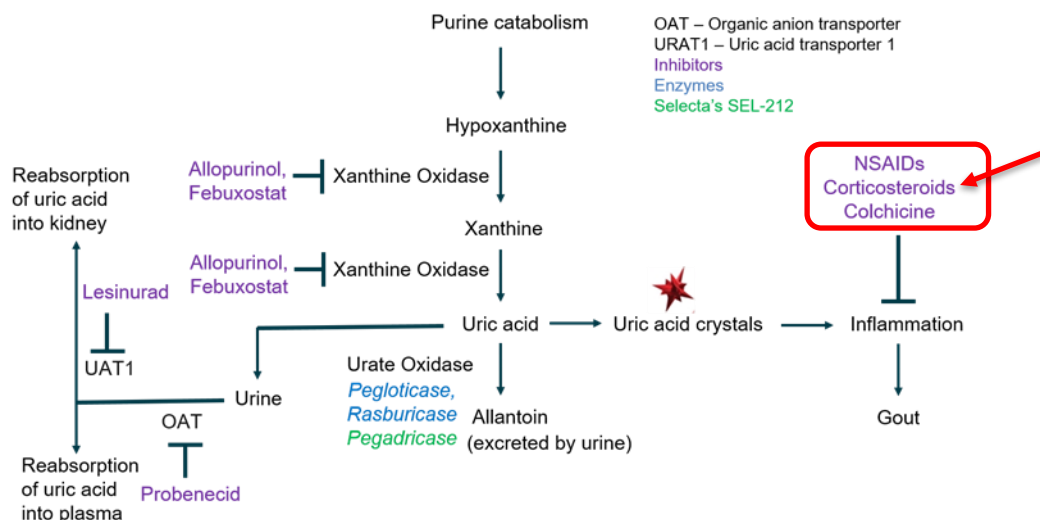 Purine catabolism
OAT – Organic anion transporter
URAT1 – Uric acid transporter 1
Inhibitors
Enzymes
Selecta's SEL-212
Hypoxanthine
Allopurinol,
Febuxostat
Xanthine Oxidase
NSAIDs
Corticosteroids
Colchicine
Reabsorption
of uric acid
into kidney
Xanthine
Allopurinol,
Febuxostat
Xanthine Oxidase
Lesinurad
Uric acid
Uric acid crystals
Inflammation
UAT1
Urate Oxidase
Pegloticase,
Rasburicase
Pegadricase
Urine
Allantoin
(excreted by urine)
Gout
OAT
Reabsorption
of uric acid
into plasma
Probenecid